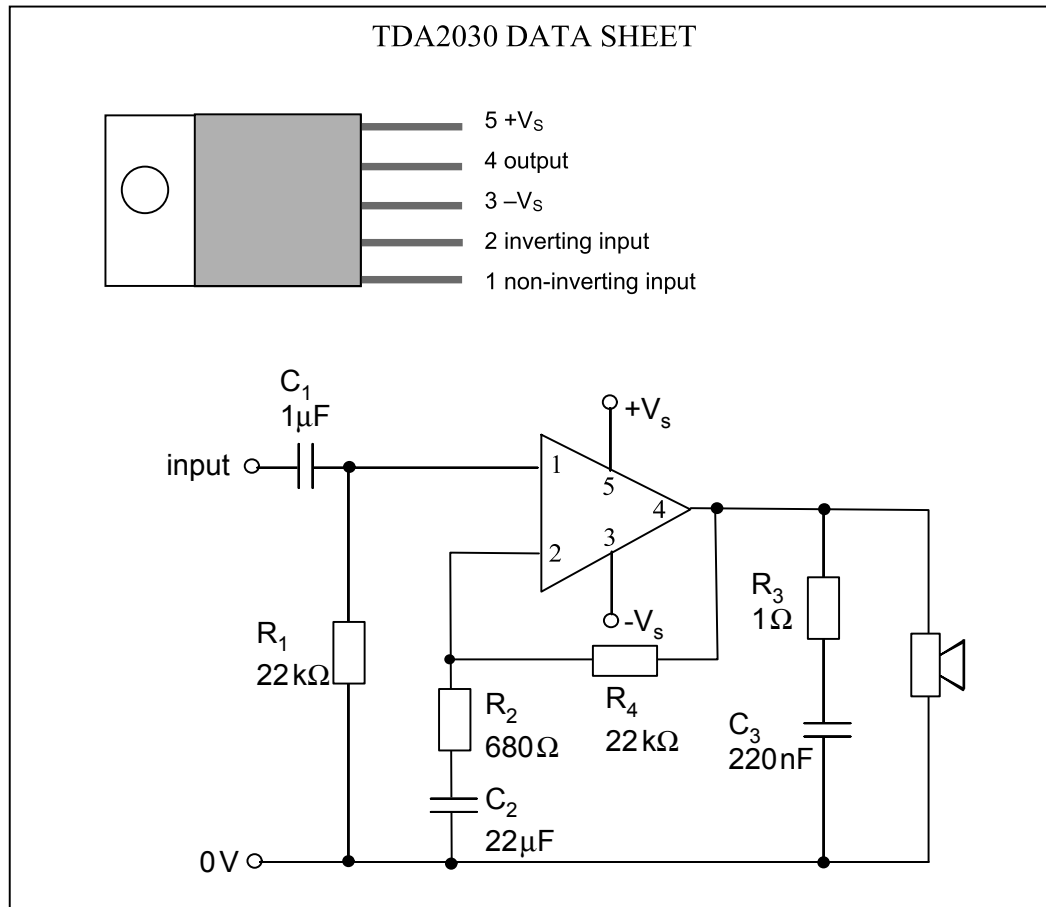 TDA2030 DATA SHEET
5 +VS
4 output
3 –VS
2 inverting input
1 non-inverting input
C1
1μF
input
+Vs
1
5
4
3
2
-Vs
R1
22kΩ
R2
680Ω
R4
22kΩ
R3
1Ω
C3
220nF
C2
22μF
0V